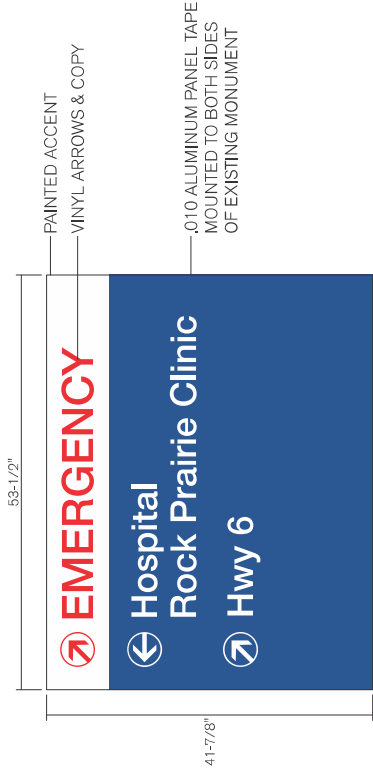 53-1/2"
41-7/8"
EMERGENCY
Hospital
Rock Prairie Clinic
Hwy 6
PAINTED ACCENT
VINYL ARROWS & COPY
.010 ALUMINUM PANEL TAPE
MOUNTED TO BOTH SIDES
OF EXISTING MONUMENT